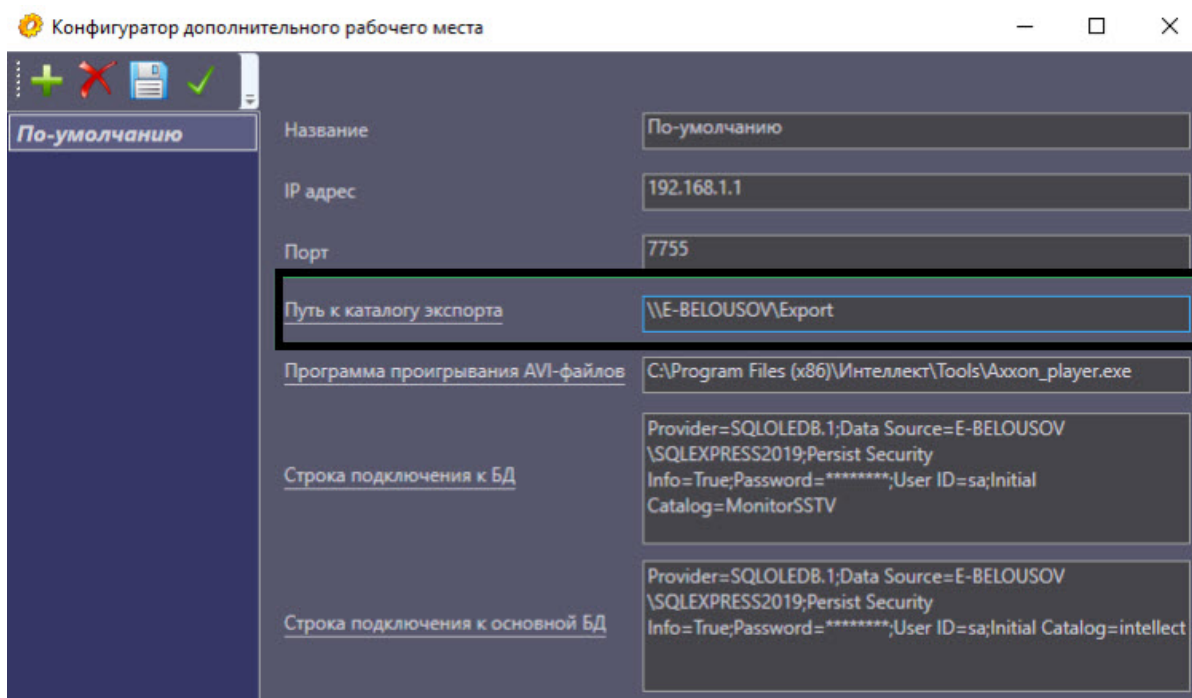 Конфигуратор дополнительного рабочего места
По-умолчанию
Название
По-умолчанию
IP адрес
192.168.1.1
Порт
7755
Путь к каталогу экспорта
\\E-BELOUSOV\Export
Программа проигрывания AVI-файлов
C:\Program Files (x86)\Интеллект\Tools\Axxon_player.exe
Строка подключения к БД
Provider=SQLOLEDB.1;Data Source=E-BELOUSOV
\SQLEXPRESS2019;Persist Security
Info=True;Password=********;User ID=sa;Initial
Catalog=MonitorSSTV
Строка подключения к основной БД
Provider=SQLOLEDB.1;Data Source=E-BELOUSOV
\SQLEXPRESS2019;Persist Security
Info=True;Password=********;User ID=sa;Initial Catalog=intellect